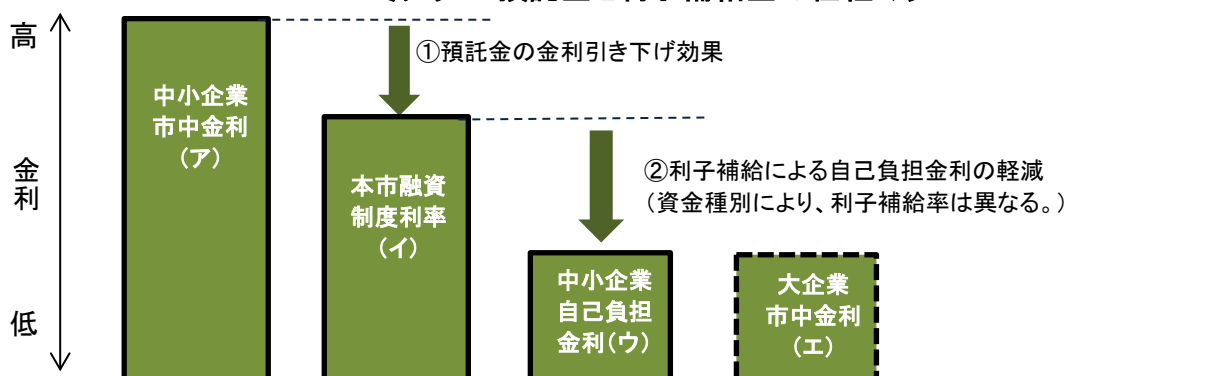 高
金
利
低
①預託金の金利引き下げ効果
中小企業
市中金利
(ア)
本市融資
制度利率
(イ)
②利子補給による自己負担金利の軽減
(資金種別により、利子補給率は異なる。)
中小企業
自己負担
金利(ウ)
大企業
市中金利
(エ)